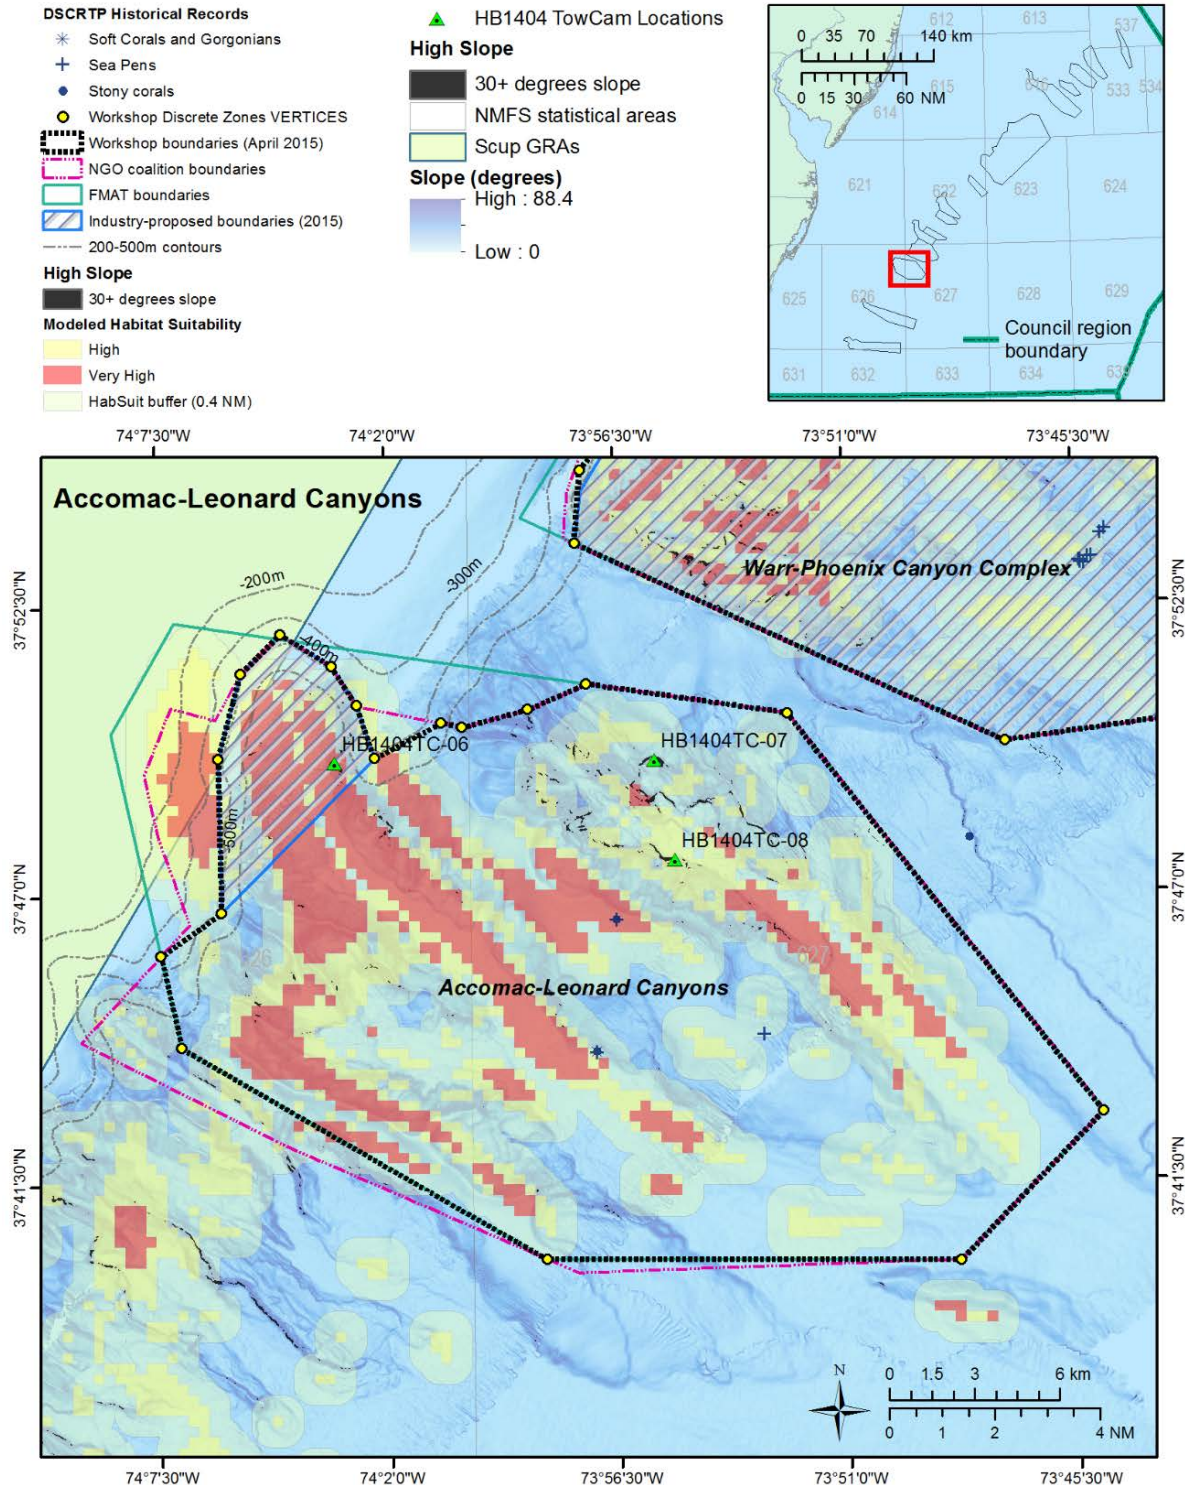 DSCRTP Historical Records
Soft Corals and Gorgonians
Sea Pens
Stony corals
Workshop Discrete Zones VERTICES
Workshop boundaries (April 2015)
NGO coalition boundaries
FMAT boundaries
Industry-proposed boundaries (2015)
200-500m contours
High Slope
30+ degrees slope
Modeled Habitat Suitability
High
Very High
HabSuit buffer (0.4 NM)
HB1404 TowCam Locations
High Slope
30+ degrees slope
NMFS statistical areas
Scup GRAs
Slope (degrees)
High : 88.4
Low : 0
612 613 537
0 35 70 140 km
615 616 533 534
0 15 30 60 NM
614
621 622 623 624
625 626 627 628 629
Council region
boundary
631 632 633 634
74°7'30"W 74°2'0"W 73°56'30"W 73°51'0"W 73°45'30"W
Accomac-Leonard Canyons
-200m
-300m
-400m
-500m
Warr-Phoenix Canyon Complex
37°52'30"N
37°52'30"N
HB1404TC-06
HB1404TC-07
HB1404TC-08
37°47'0"N
37°47'0"N
627
Accomac-Leonard Canyons
37°41'30"N
37°41'30"N
N
0 1.5 3 6 km
0 1 2 4 NM
74°7'30"W 74°2'0"W 73°56'30"W 73°51'0"W 73°45'30"W